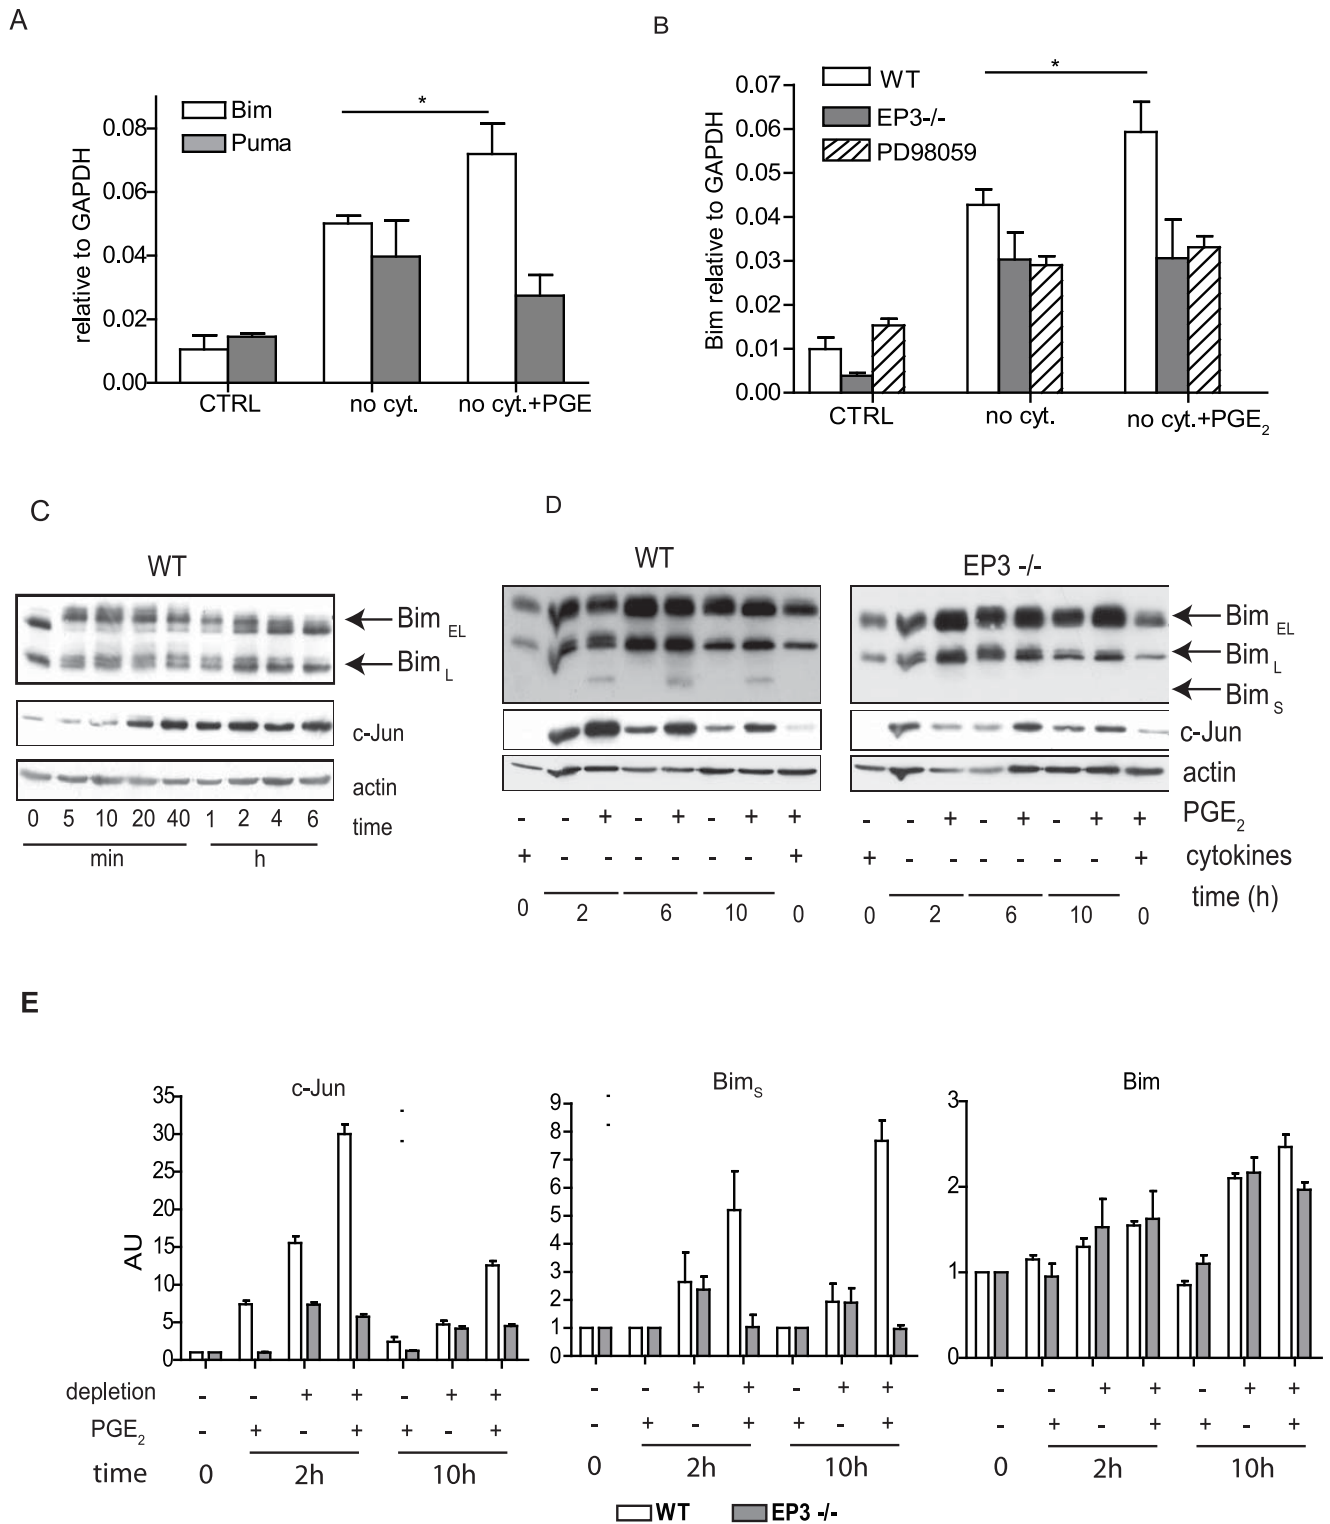 A
B
Bim
Puma
*
relative to GAPDH
0.08
0.06
0.04
0.02
0.00
CTRL
no cyt.
no cyt.+PGE
WT
EP3-/-
PD98059
*
Bim relative to GAPDH
0.07
0.06
0.05
0.04
0.03
0.02
0.01
0.00
CTRL
no cyt.
no cyt.+PGE2
C
WT
Bim EL
Bim L
c-Jun
actin
0 5 10 20 40 1 2 4 6 time
min h
D
WT EP3 -/-
Bim EL
Bim L
Bim S
c-Jun
actin
- - + - + - + + - - + - + - + + PGE2
+ - - - - - - + + - - - - - - + cytokines
0 2 6 10 0 0 2 6 10 0 time (h)
E
c-Jun
AU
35
30
25
20
15
10
5
0
BimS
9
8
7
6
5
4
3
2
1
0
Bim
3
2
1
0
depletion - - + + - + + - - + + - + + - - + + - + +
PGE2 - + - + + - + - + - + + - + - + - + + - +
time 0 2h 10h 0 2h 10h 0 2h 10h
WT EP3 -/-